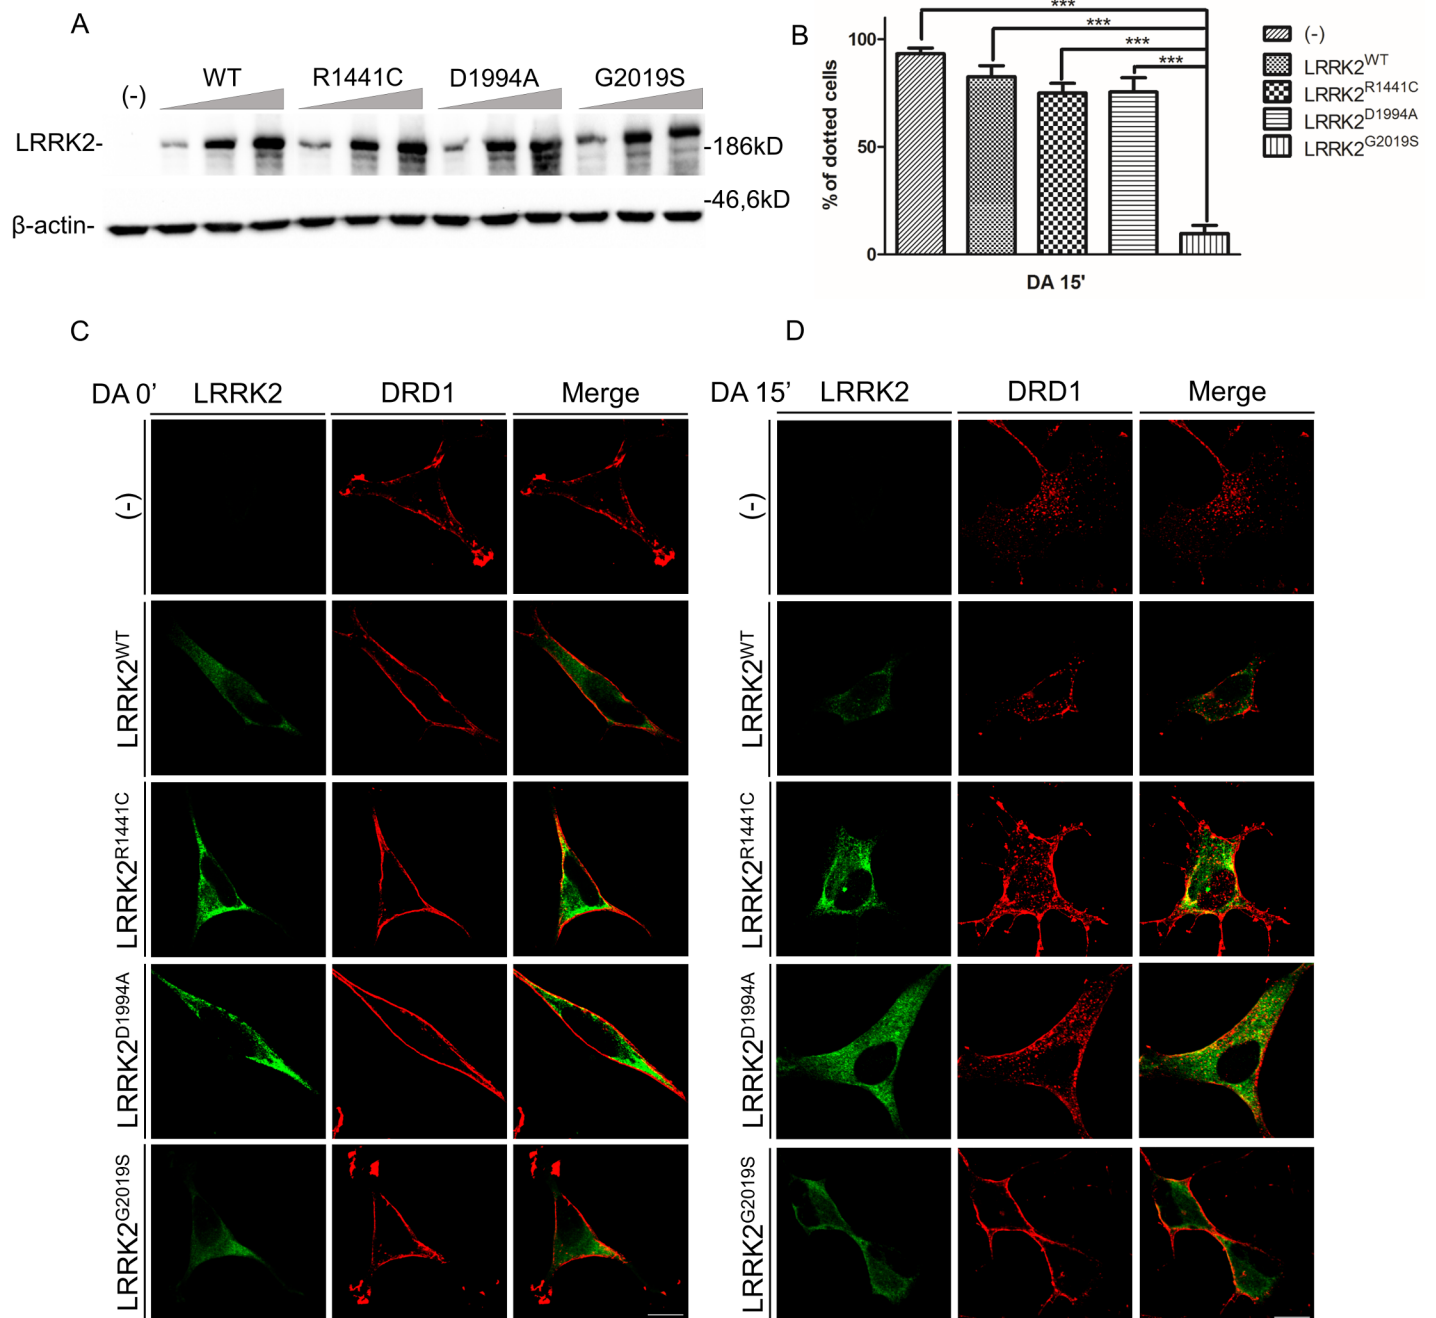 A
B
(-)
WT
R1441C
D1994A
G2019S
LRRK2-
-186kD
-46,6kD
β-actin-
***
***
***
***
100
50
0
% of dotted cells
DA 15'
(-)
LRRK2WT
LRRK2R1441C
LRRK2D1994A
LRRK2G2019S
C
DA 0’
LRRK2
DRD1
Merge
(-)
LRRK2WT
LRRK2R1441C
LRRK2D1994A
LRRK2G2019S
D
DA 15’
LRRK2
DRD1
Merge
(-)
LRRK2WT
LRRK2R1441C
LRRK2D1994A
LRRK2G2019S